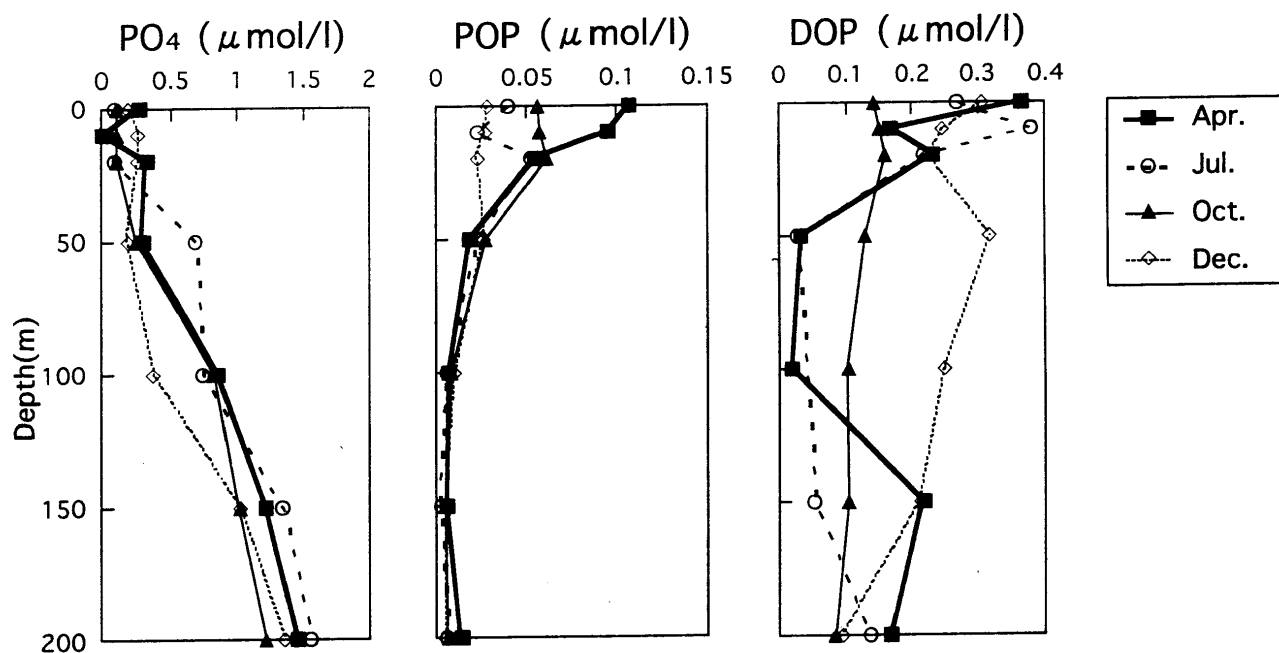 PO4 (μmol/l)
0 0.5 1 1.5 2
POP (μmol/l)
0 0.05 0.1 0.15
DOP (μmol/l)
0 0.1 0.2 0.3 0.4
Depth(m)
0
50
100
150
200
Apr.
Jul.
Oct.
Dec.